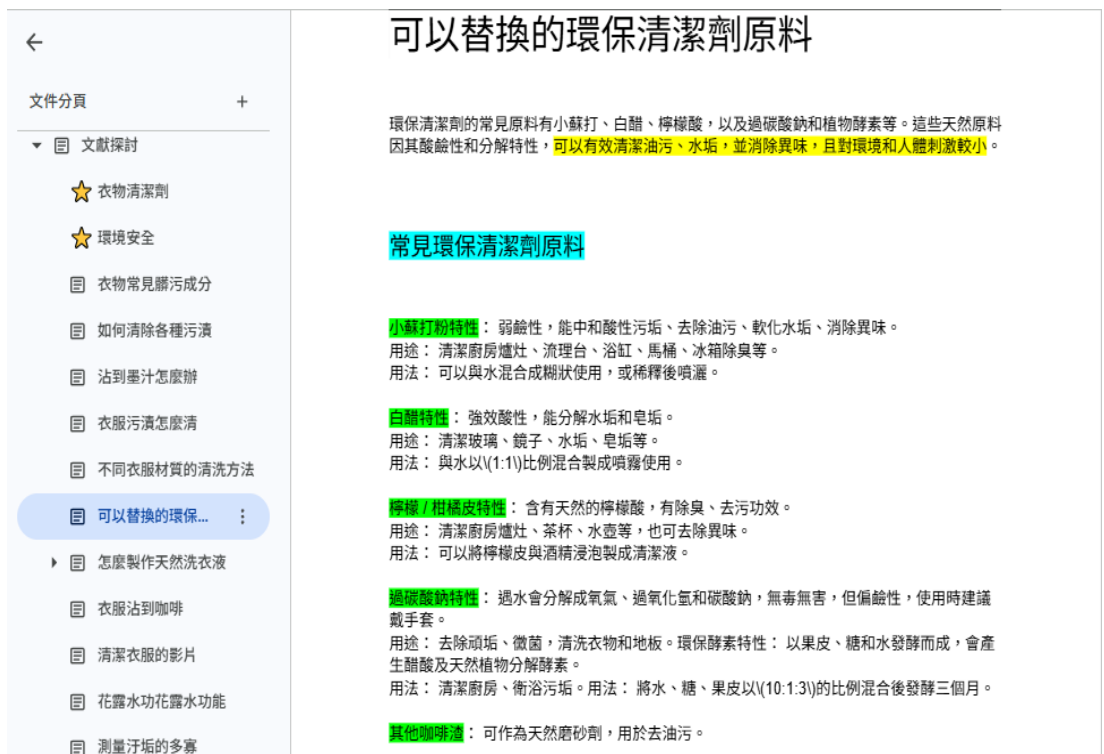 文件分頁
文獻探討
衣物清潔劑
環境安全
衣物常見髒污成分
如何清除各種污漬
沾到墨汁怎麼辦
衣服污漬怎麼清
不同衣服材質的清洗方法
可以替換的環保...
怎麼製作天然洗衣液
衣服沾到咖啡
清潔衣服的影片
花露水功花露水功能
測量汙垢的多寡
可以替換的環保清潔劑原料
環保清潔劑的常見原料有小蘇打、白醋、檸檬酸，以及過碳酸鈉和植物酵素等。這些天然原料
因其酸鹼性和分解特性，可以有效清潔油污、水垢，並消除異味，且對環境和人體刺激較小。
常見環保清潔劑原料
小蘇打粉特性： 弱鹼性，能中和酸性污垢、去除油污、軟化水垢、消除異味。
用途： 清潔廚房爐灶、流理台、浴缸、馬桶、冰箱除臭等。
用法： 可以與水混合成糊狀使用，或稀釋後噴灑。
白醋特性： 強效酸性，能分解水垢和皂垢。
用途： 清潔玻璃、鏡子、水垢、皂垢等。
用法： 與水以\(1:1\)比例混合製成噴霧使用。
檸檬 / 柑橘皮特性： 含有天然的檸檬酸，有除臭、去污功效。
用途： 清潔廚房爐灶、茶杯、水壺等，也可去除異味。
用法： 可以將檸檬皮與酒精浸泡製成清潔液。
過碳酸鈉特性： 遇水會分解成氧氣、過氧化氫和碳酸鈉，無毒無害，但偏鹼性，使用時建議
戴手套。
用途： 去除頑垢、黴菌，清洗衣物和地板。環保酵素特性： 以果皮、糖和水發酵而成，會產
生醋酸及天然植物分解酵素。
用法： 清潔廚房、衛浴污垢。用法： 將水、糖、果皮以\(10:1:3\)的比例混合後發酵三個月。
其他咖啡渣： 可作為天然磨砂劑，用於去油污。